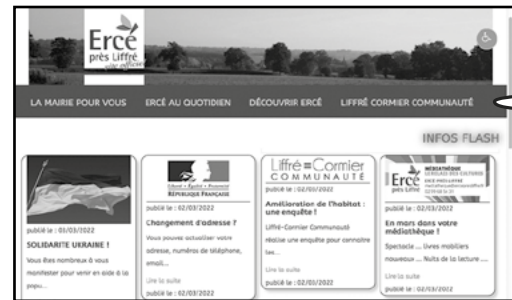 Ercé
près Liffré
site officiel
LA MAIRIE POUR VOUS
ERCÉ AU QUOTIDIEN
DÉCOUVRIR ERCÉ
LIFFRÉ CORMIER COMMUNAUTÉ
INFOS FLASH
publié le : 01/03/2022
SOLIDARITE UKRAINE !
Vous êtes nombreux à vous
manifester pour venir en aide à la
popu...
Liberté • Égalité • Fraternité
RÉPUBLIQUE FRANÇAISE
publié le : 02/03/2022
Changement d'adresse ?
Vous pouvez actualiser votre
adresse, numéros de téléphone,
email...
Lire la suite
publié le : 02/03/2022
Liffré=Cormier
COMMUNAUTÉ
publié le : 02/03/2022
Amélioration de l'habitat :
une enquête !
Liffré-Cormier Communauté
réalise une enquête pour connaître
les...
Lire la suite
publié le : 02/03/2022
Ercé
près Liffré
MÉDIATHÈQUE
publié le : 02/03/2022
En mars dans votre
médiathèque !
Spectacle ... Livres mobiliers
nouveaux ... Nuits de la lecture ....
Lire la suite
publié le : 02/03/2022